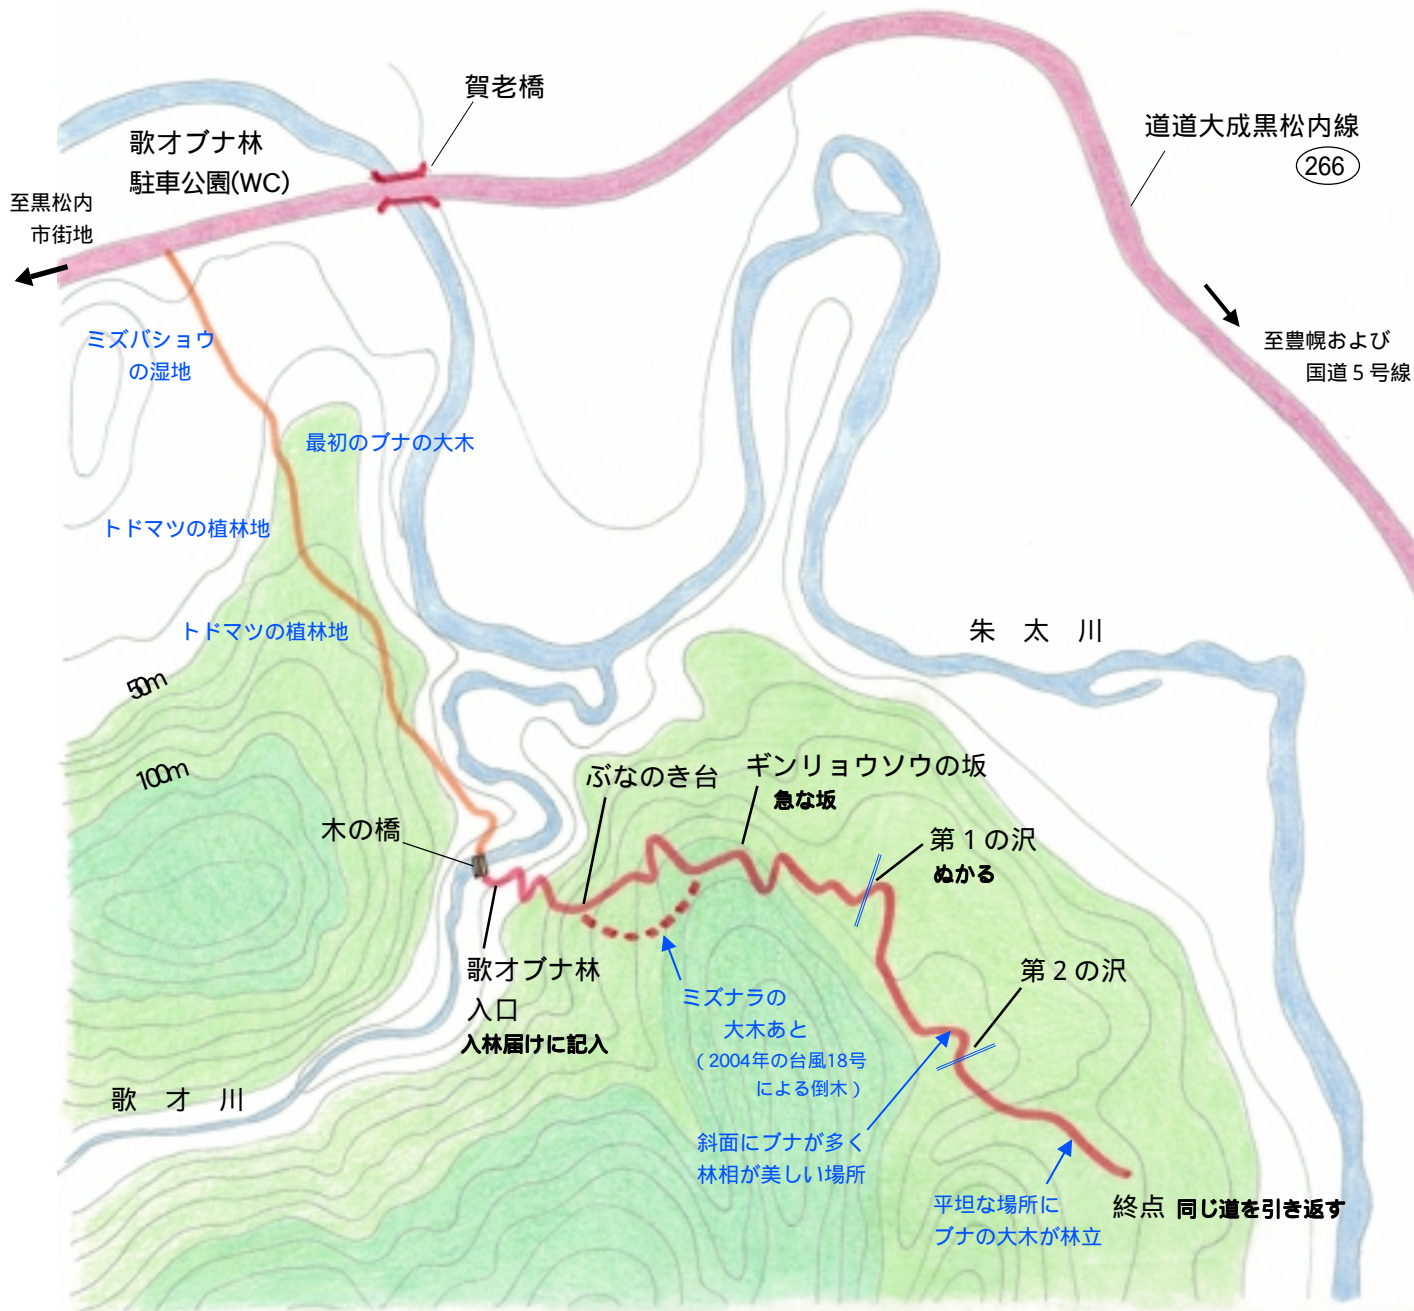 賀老橋
歌オブナ林
駐車公園(WC)
道道大成黒松内線
266
至黒松内
市街地
ミズバショウ
の湿地
至豊幌および
国道5号線
最初のブナの大木
トドマツの植林地
トドマツの植林地
朱 太 川
50m
100m
ぶなのき台
ギンリョウソウの坂
急な坂
木の橋
第1の沢
ぬかる
歌オブナ林
入口
入林届けに記入
第2の沢
ミズナラの
大木あと
(2004年の台風18号
による倒木)
歌 才 川
斜面にブナが多く
林相が美しい場所
平坦な場所に
ブナの大木が林立
終点 同じ道を引き返す